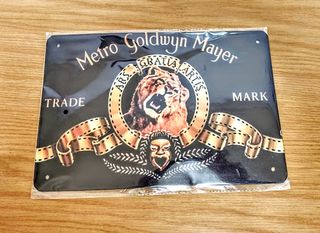 Metro Goldwyn Mayer
ARS GRATIA ARTIS
TRADE MARK